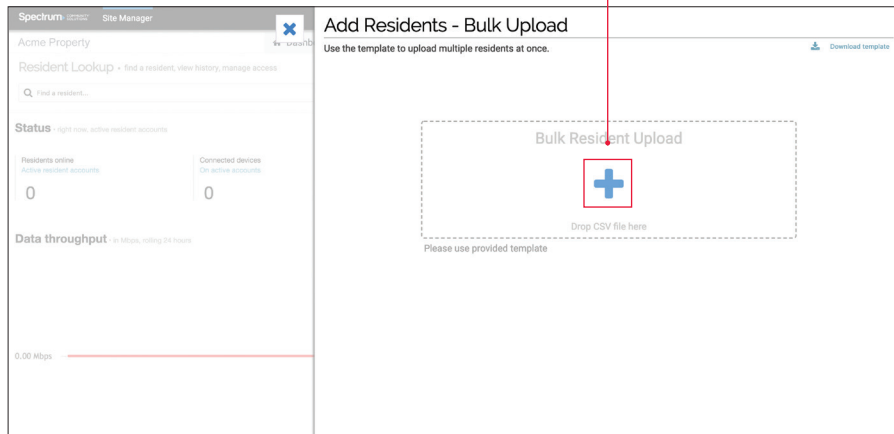 Spectrum Site Manager
Acme Property
Resident Lookup - find a resident, view history, manage access
Find a resident...
Status - right now, active resident accounts
Residents online
Active resident accounts
0
Connected devices
On active accounts
0
Data throughput - in Mbps, rolling 24 hours
0.00 Mbps
Add Residents - Bulk Upload
Use the template to upload multiple residents at once.
Download template
Bulk Resident Upload
Drop CSV file here
Please use provided template